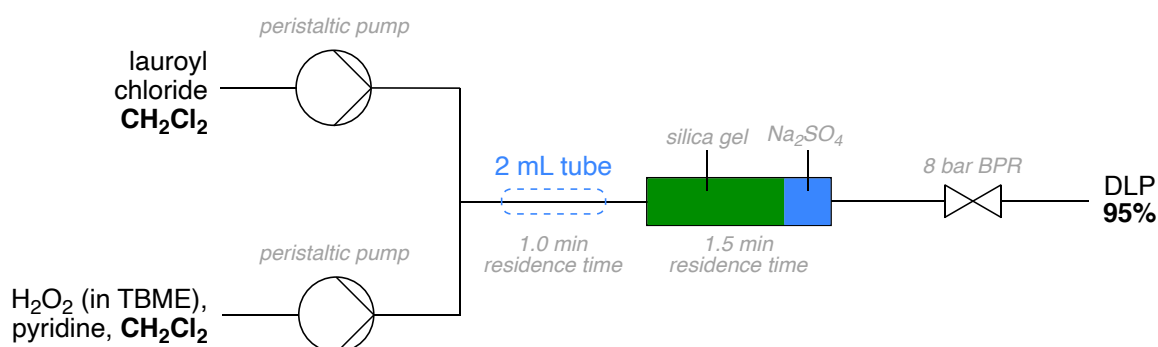 peristaltic pump
lauroyl
chloride
CH₂Cl₂
silica gel
Na₂SO₄
2 mL tube
8 bar BPR
DLP
95%
1.0 min
residence time
1.5 min
residence time
peristaltic pump
H₂O₂ (in TBME),
pyridine, CH₂Cl₂